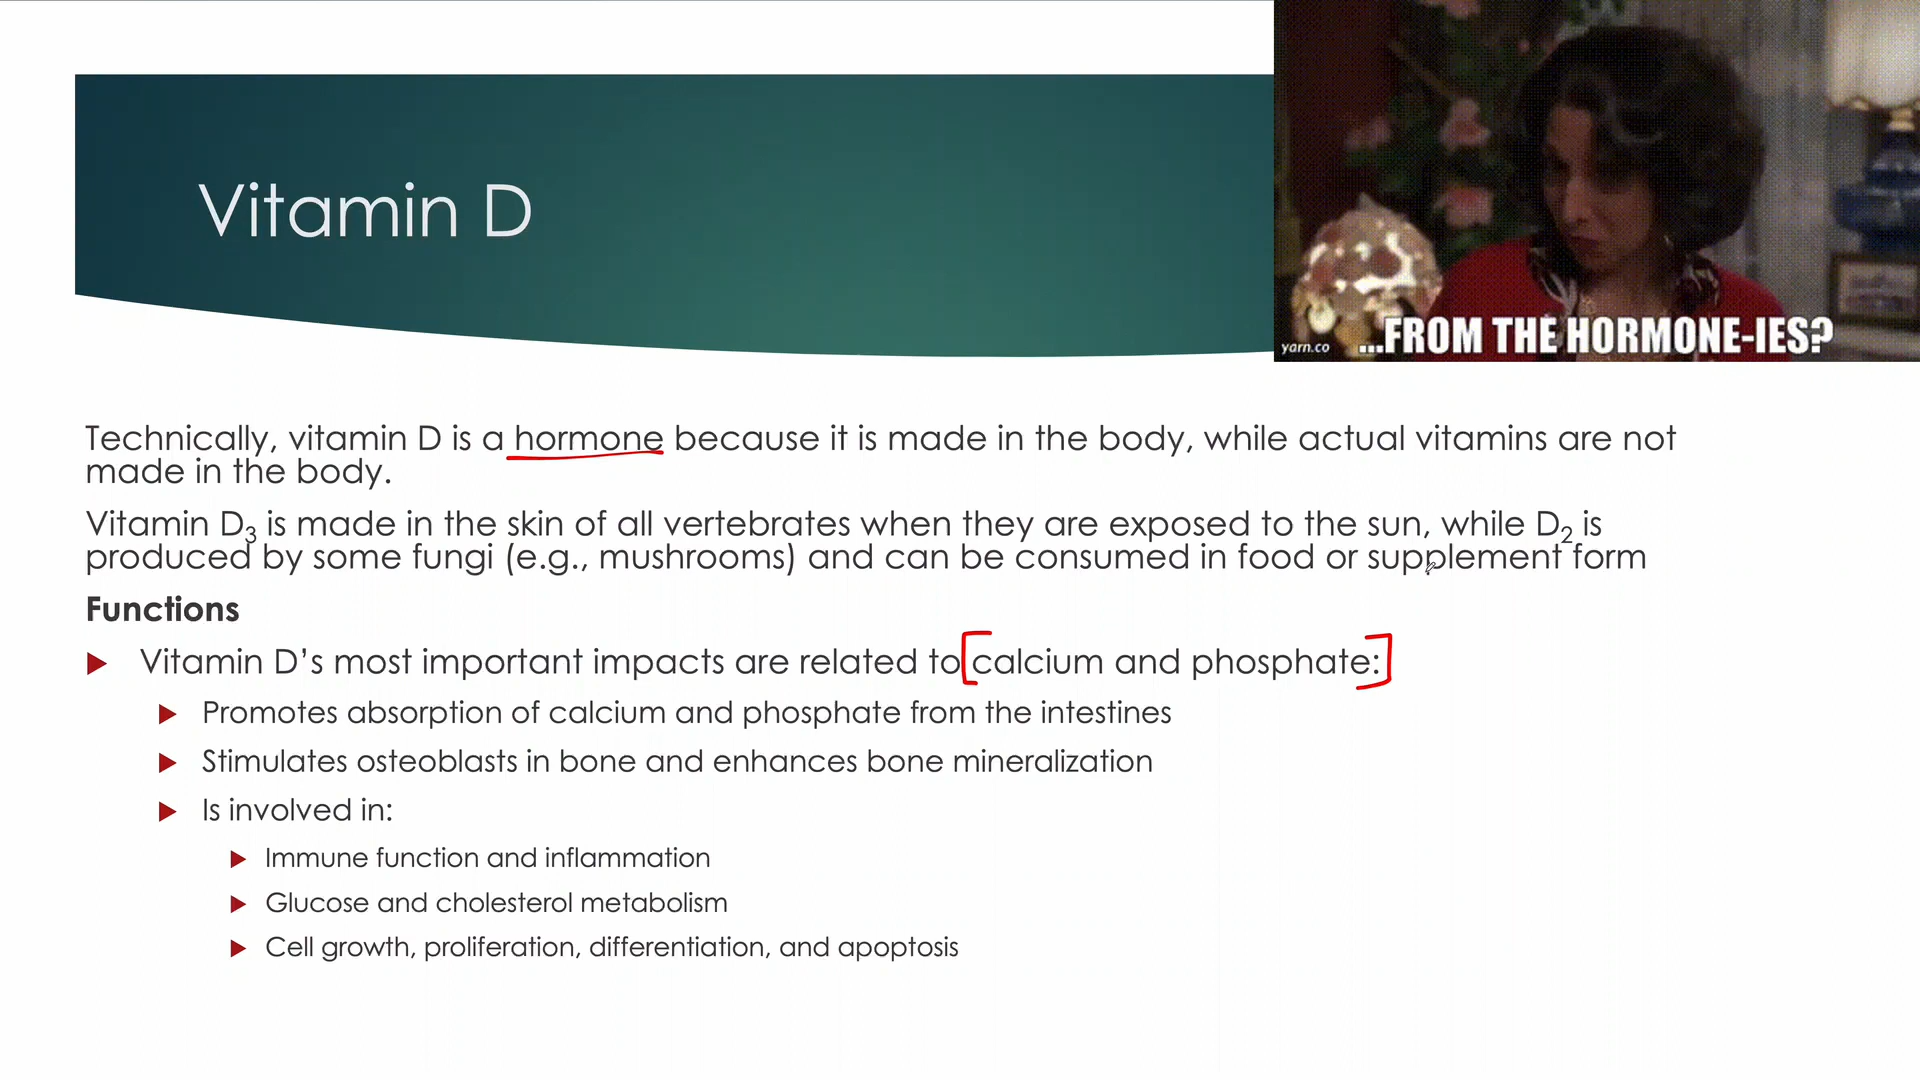 Vitamin D
yarn.co
...FROM THE HORMONE-IES?
Technically, vitamin D is a hormone because it is made in the body, while actual vitamins are not
made in the body.
Vitamin D3 is made in the skin of all vertebrates when they are exposed to the sun, while D2 is
produced by some fungi (e.g., mushrooms) and can be consumed in food or supplement form
Functions
Vitamin D’s most important impacts are related to calcium and phosphate:
Promotes absorption of calcium and phosphate from the intestines
Stimulates osteoblasts in bone and enhances bone mineralization
Is involved in:
Immune function and inflammation
Glucose and cholesterol metabolism
Cell growth, proliferation, differentiation, and apoptosis